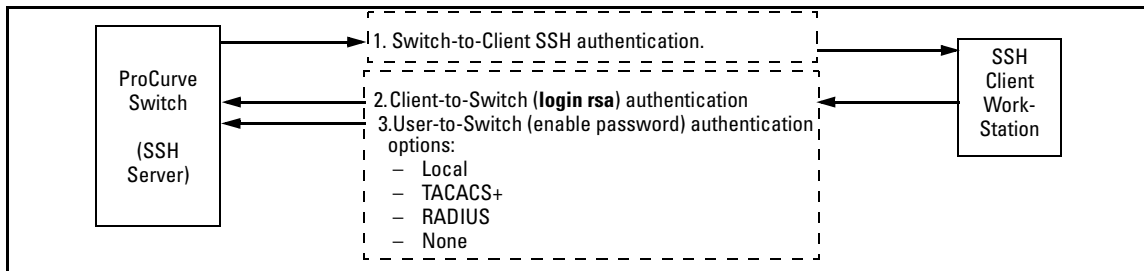 ProCurve
Switch
(SSH
Server)
1. Switch-to-Client SSH authentication.
2.Client-to-Switch (login rsa) authentication
3.User-to-Switch (enable password) authentication
options:
– Local
– TACACS+
– RADIUS
– None
SSH
Client
Work-
Station